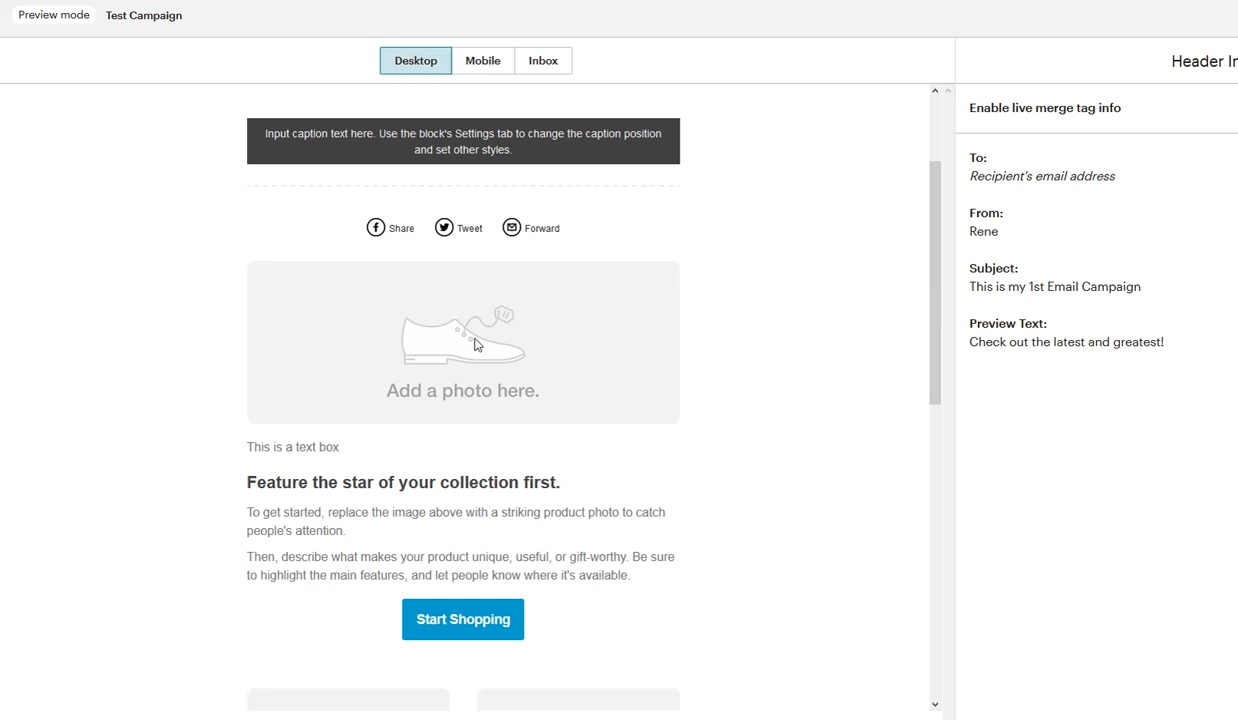 Preview mode Test Campaign
Desktop Mobile Inbox
Header In
Enable live merge tag info
Input caption text here. Use the block's Settings tab to change the caption position
and set other styles.
To:
Recipient's email address
From:
Rene
Subject:
This is my 1st Email Campaign
Preview Text:
Check out the latest and greatest!
Share Tweet Forward
Add a photo here.
This is a text box
Feature the star of your collection first.
To get started, replace the image above with a striking product photo to catch
people's attention.
Then, describe what makes your product unique, useful, or gift-worthy. Be sure
to highlight the main features, and let people know where it's available.
Start Shopping